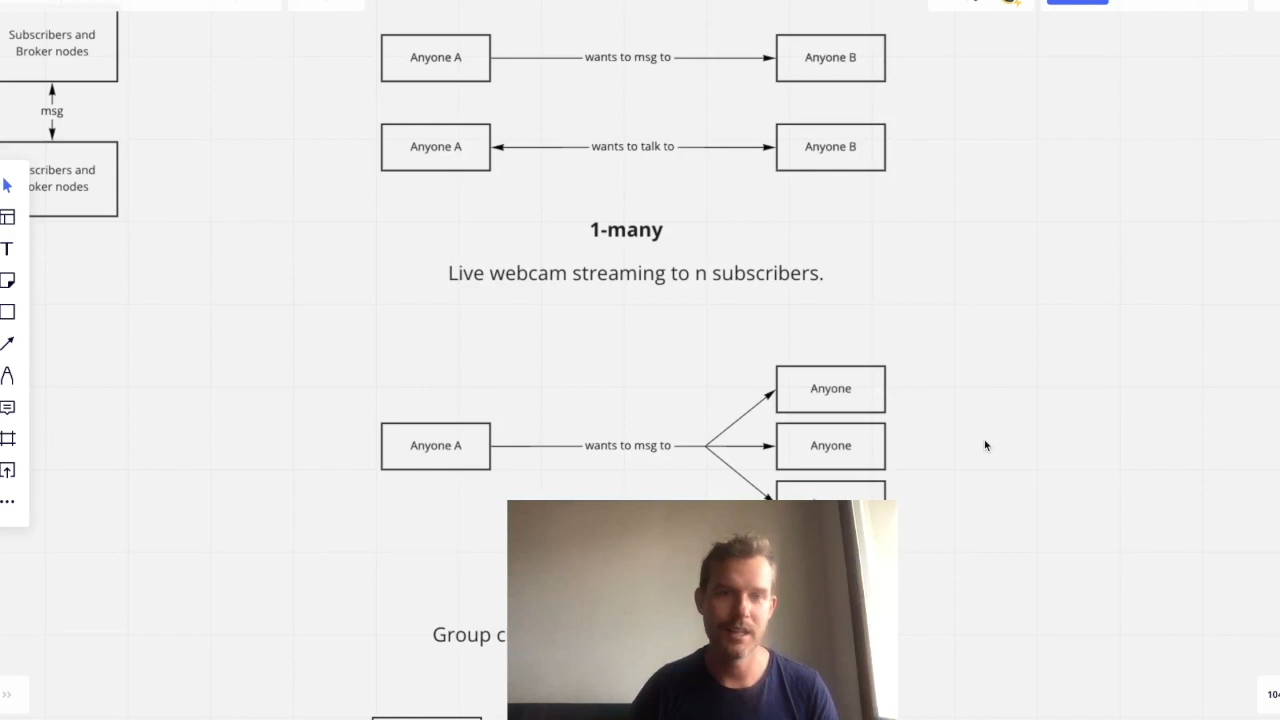 Subscribers and
Broker nodes
msg
scribers and
oker nodes
Anyone A
wants to msg to
Anyone B
Anyone A
wants to talk to
Anyone B
1-many
Live webcam streaming to n subscribers.
Anyone
Anyone A
wants to msg to
Anyone
Group c
104